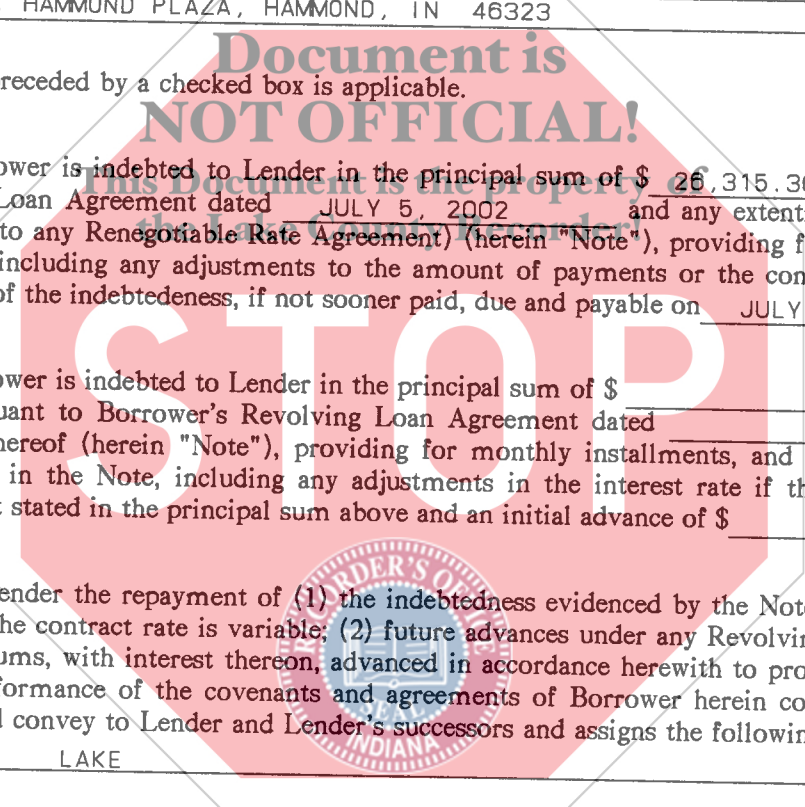 HAMMOND PLAZA, HAMMOND, IN 46323
Document is
receded by a checked box is applicable.
NOT OFFICIAL!
ower is indebted to Lender in the principal sum of $ 26,315.30
This Document is the property of
Loan Agreement dated JULY 5, 2002 and any extent
the Lake County Recorder!
to any Renegotiable Rate Agreement) (herein "Note"), providing f
including any adjustments to the amount of payments or the con
of the indebtedeness, if not sooner paid, due and payable on JULY
STOP
ower is indebted to Lender in the principal sum of $
uant to Borrower's Revolving Loan Agreement dated
hereof (herein "Note"), providing for monthly installments, and
in the Note, including any adjustments in the interest rate if th
t stated in the principal sum above and an initial advance of $
RECORDER'S OFFICE
ender the repayment of (1) the indebtedness evidenced by the Note
he contract rate is variable; (2) future advances under any Revolvin
ums, with interest thereon, advanced in accordance herewith to pro
formance of the covenants and agreements of Borrower herein co
d convey to Lender and Lender's successors and assigns the followin
SEAL
INDIANA
LAKE